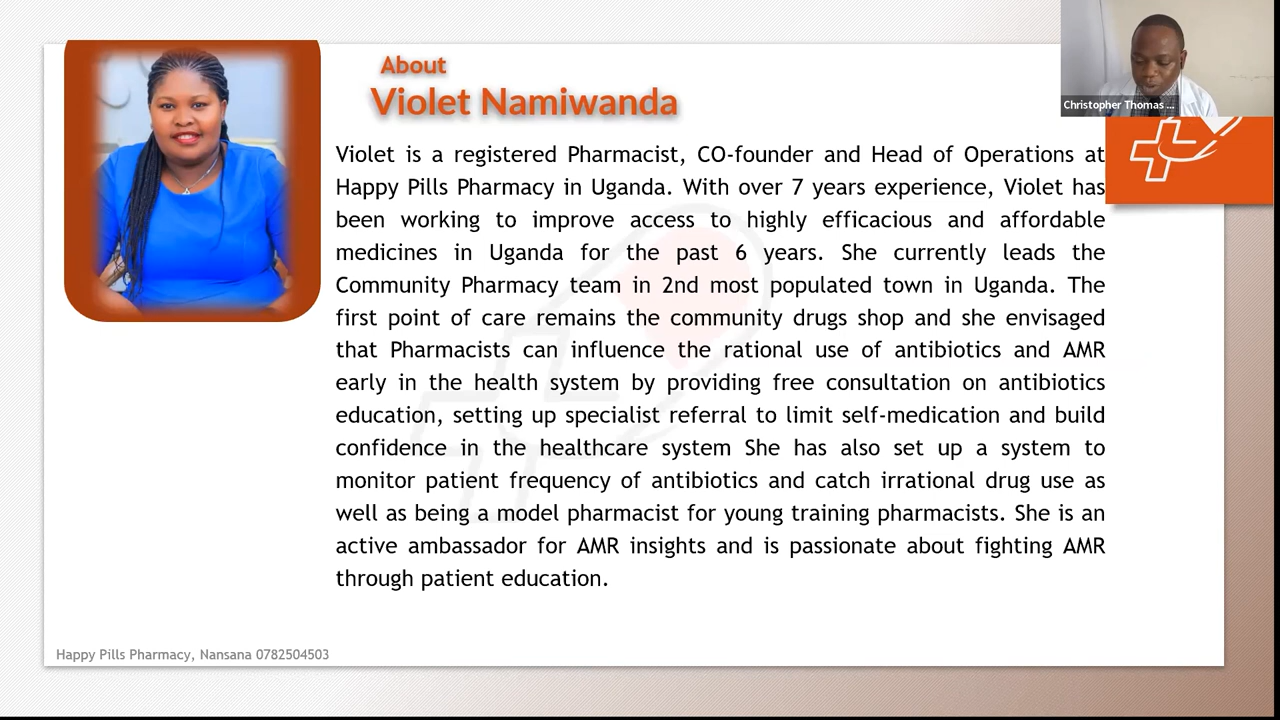 About
Violet Namiwanda
Christopher Thomas ...
Violet is a registered Pharmacist, CO-founder and Head of Operations at
Happy Pills Pharmacy in Uganda. With over 7 years experience, Violet has
been working to improve access to highly efficacious and affordable
medicines in Uganda for the past 6 years. She currently leads the
Community Pharmacy team in 2nd most populated town in Uganda. The
first point of care remains the community drugs shop and she envisaged
that Pharmacists can influence the rational use of antibiotics and AMR
early in the health system by providing free consultation on antibiotics
education, setting up specialist referral to limit self-medication and build
confidence in the healthcare system She has also set up a system to
monitor patient frequency of antibiotics and catch irrational drug use as
well as being a model pharmacist for young training pharmacists. She is an
active ambassador for AMR insights and is passionate about fighting AMR
through patient education.
Happy Pills Pharmacy, Nansana 0782504503